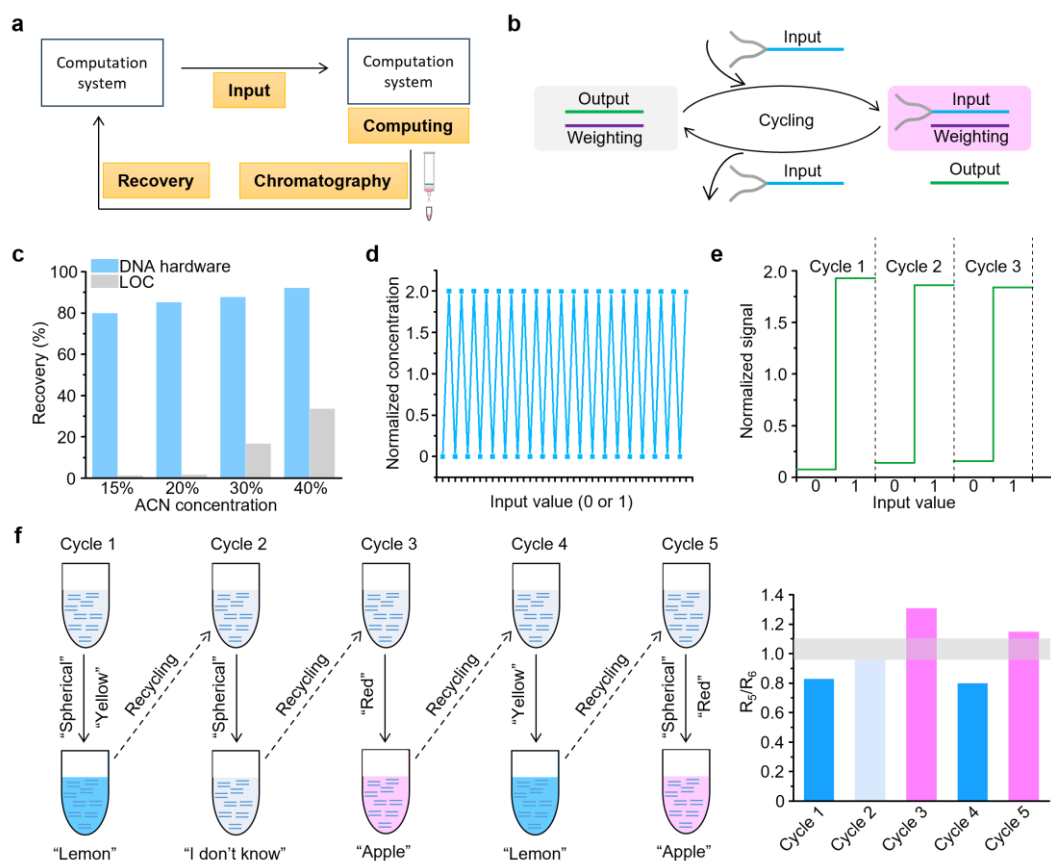 a
Computation
system
Input
Computation
system
Computing
Recovery
Chromatography
b
Input
Output
Weighting
Cycling
Input
Weighting
Input
Output
c
DNA hardware
LOC
Recovery (%)
100
80
60
40
20
0
15%
20%
30%
40%
ACN concentration
d
Normalized concentration
2.0
1.5
1.0
0.5
0
Input value (0 or 1)
e
Cycle 1
Cycle 2
Cycle 3
Normalized signal
2.0
1.5
1.0
0.5
0
0 1 0 1 0 1
Input value
f
Cycle 1
Cycle 2
Cycle 3
Cycle 4
Cycle 5
“Spherical”
“Yellow”
Recycling
“Spherical”
Recycling
“Red”
Recycling
“Yellow”
Recycling
“Spherical”
“Red”
“Lemon”
“I don’t know”
“Apple”
“Lemon”
“Apple”
R5/R6
1.4
1.2
1.0
0.8
0.6
0.4
0.2
0
Cycle 1
Cycle 2
Cycle 3
Cycle 4
Cycle 5